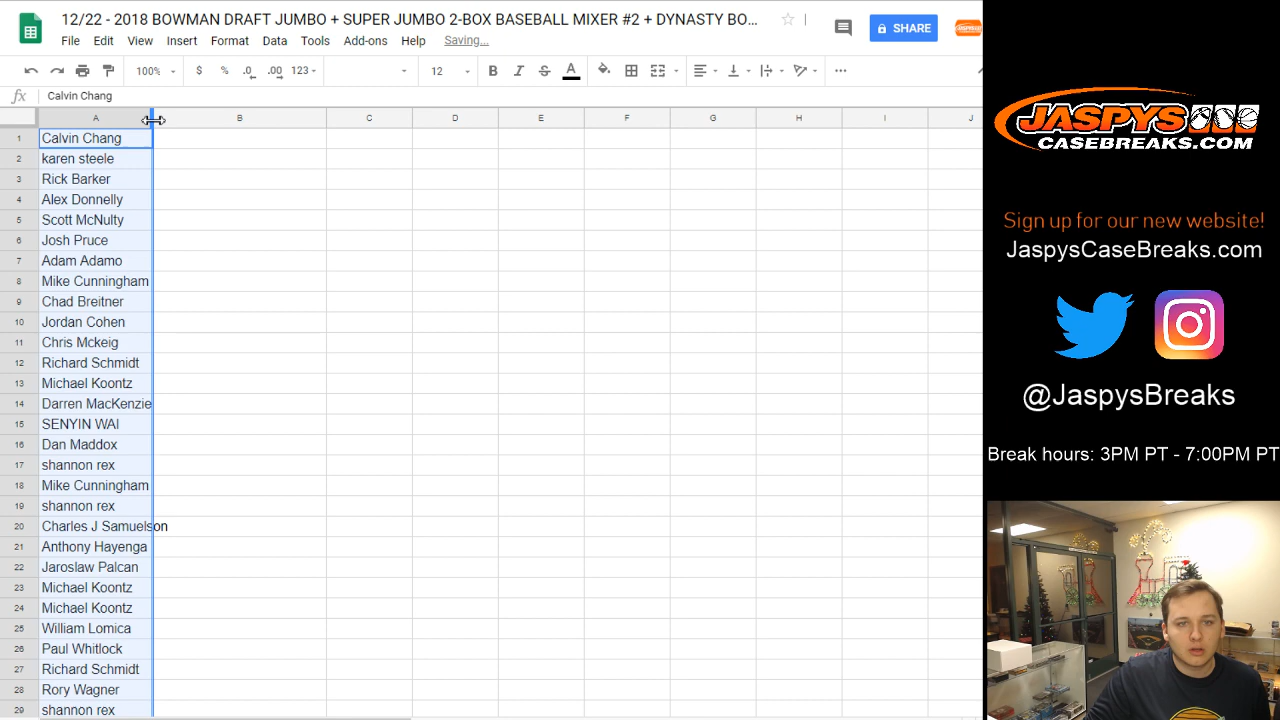 12/22 - 2018 BOWMAN DRAFT JUMBO + SUPER JUMBO 2-BOX BASEBALL MIXER #2 + DYNASTY BO...
File Edit View Insert Format Data Tools Add-ons Help Saving...
SHARE
100% $ % .0 .00 123 12 B I S A
fx Calvin Chang
A B C D E F G H I J
1 Calvin Chang
2 karen steele
3 Rick Barker
4 Alex Donnelly
5 Scott McNulty
6 Josh Pruce
7 Adam Adamo
8 Mike Cunningham
9 Chad Breitner
10 Jordan Cohen
11 Chris Mckeig
12 Richard Schmidt
13 Michael Koontz
14 Darren MacKenzie
15 SENYIN WAI
16 Dan Maddox
17 shannon rex
18 Mike Cunningham
19 shannon rex
20 Charles J Samuelson
21 Anthony Hayenga
22 Jaroslaw Palcan
23 Michael Koontz
24 Michael Koontz
25 William Lomica
26 Paul Whitlock
27 Richard Schmidt
28 Rory Wagner
29 shannon rex
JASPYS
CASEBREAKS.COM
Sign up for our new website!
JaspysCaseBreaks.com
@JaspysBreaks
Break hours: 3PM PT - 7:00PM PT